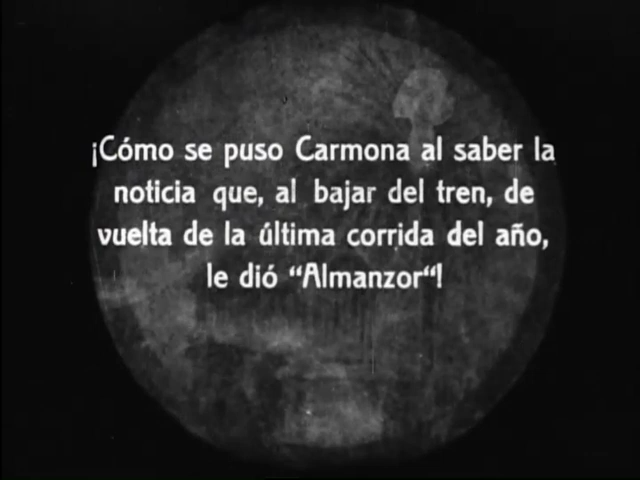 ¡Cómo se puso Carmona al saber la
noticia que, al bajar del tren, de
vuelta de la última corrida del año,
le dió “Almanzor“!